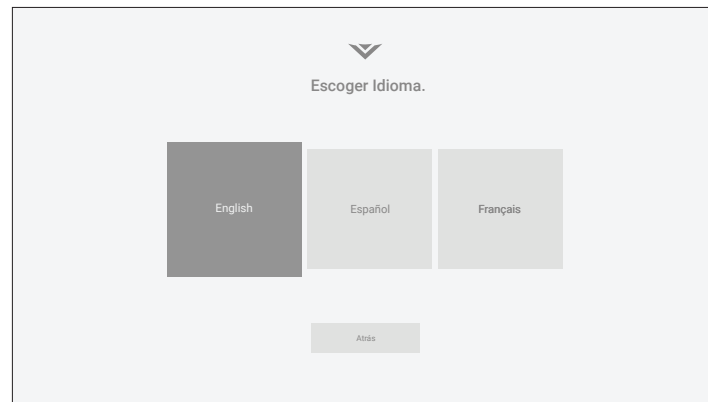 Escoger Idioma.
English
Español
Français
Atrás